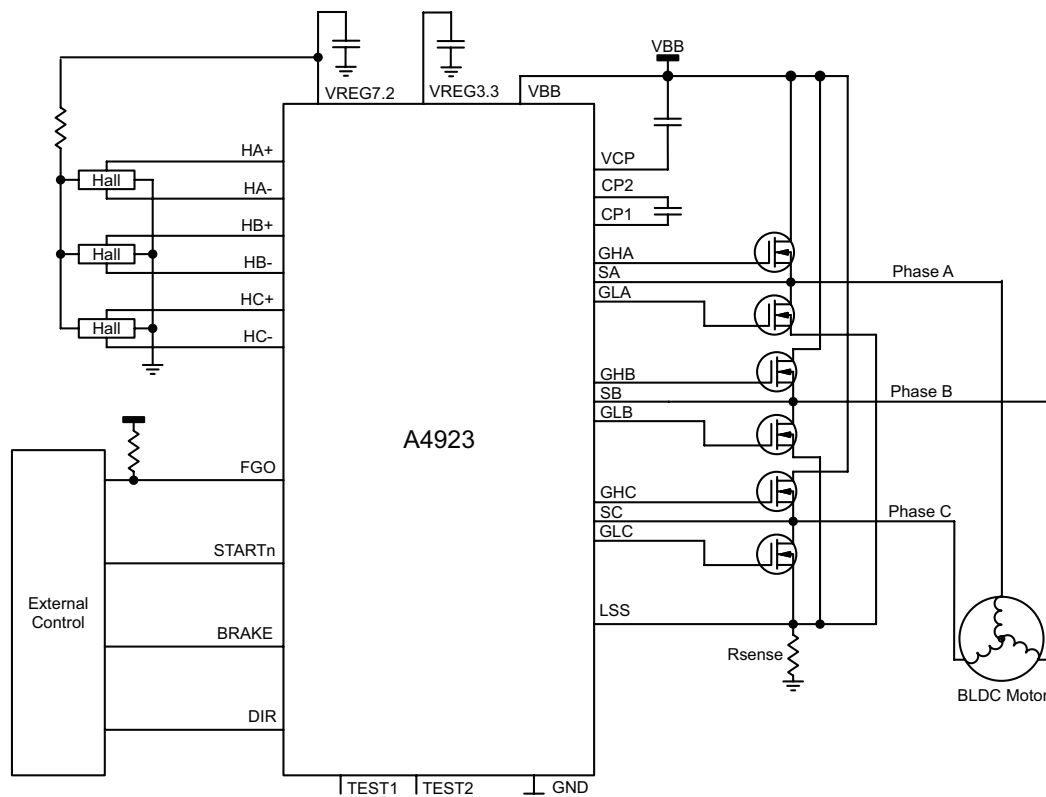 VBB
VREG7.2
VREG3.3
VBB
HA+
Hall
HA-
HB+
Hall
HB-
HC+
Hall
HC-
VCP
CP2
CP1
GHA
SA
GLA
Phase A
GHB
SB
GLB
Phase B
GHC
SC
GLC
Phase C
LSS
Rsense
A4923
FGO
STARTn
BRAKE
DIR
External
Control
BLDC Motor
TEST1
TEST2
GND